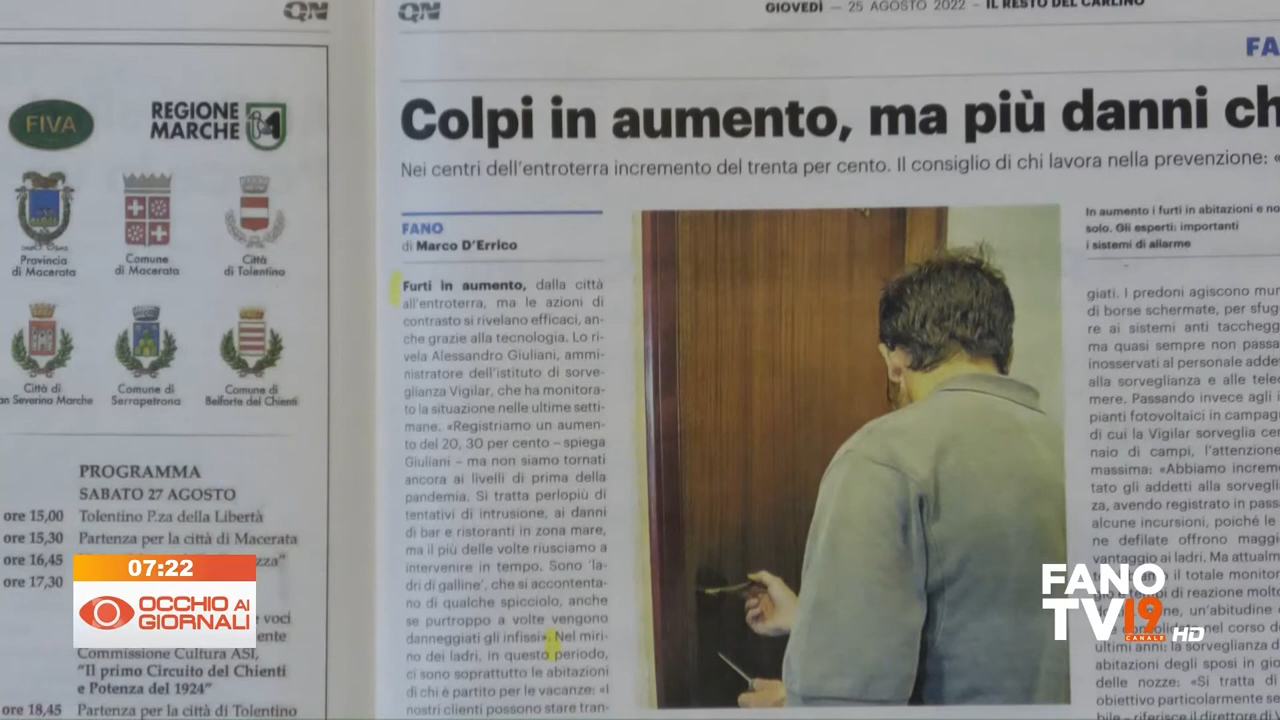 QN
FIVA
REGIONE
MARCHE
Provincia
di Macerata
Comune
di Macerata
Città
di Tolentino
Città di
an Severino Marche
Comune di
Serrapetrona
Comune di
Belforte del Chienti
PROGRAMMA
SABATO 27 AGOSTO
ore 15,00 Tolentino P.za della Libertà
ore 15,30 Partenza per la città di Macerata
ore 16,45
zza"
ore 17,30
voci
ente
Commissione Cultura ASI,
"Il primo Circuito del Chienti
e Potenza del 1924"
ore 18,45 Partenza per la città di Tolentino
07:22
OCCHIO AI
GIORNALI
QN
GIOVEDÌ — 25 AGOSTO 2022 – IL RESTO DEL CARLINO
FA
Colpi in aumento, ma più danni ch
Nei centri dell'entroterra incremento del trenta per cento. Il consiglio di chi lavora nella prevenzione: «
FANO
di Marco D'Errico
Furti in aumento, dalla città
all'entroterra, ma le azioni di
contrasto si rivelano efficaci, an-
che grazie alla tecnologia. Lo ri-
vela Alessandro Giuliani, ammi-
nistratore dell'istituto di sorve-
glianza Vigilar, che ha monitora-
to la situazione nelle ultime setti-
mane. «Registriamo un aumen-
to del 20, 30 per cento – spiega
Giuliani – ma non siamo tornati
ancora ai livelli di prima della
pandemia. Si tratta perlopiù di
tentativi di intrusione, ai danni
di bar e ristoranti in zona mare,
ma il più delle volte riusciamo a
intervenire in tempo. Sono 'la-
dri di galline', che si accontenta-
no di qualche spicciolo, anche
se purtroppo a volte vengono
danneggiati gli infissi». Nel miri-
no dei ladri, in questo periodo,
ci sono soprattutto le abitazioni
di chi è partito per le vacanze: «I
nostri clienti possono stare tran-
In aumento i furti in abitazioni e no
solo. Gli esperti: importanti
i sistemi di allarme
giati. I predoni agiscono mur
di borse schermate, per sfug
re ai sistemi anti taccheg
ma quasi sempre non passa
inosservati al personale adde
alla sorveglianza e alle tele
mere. Passando invece agli i
pianti fotovoltaici in campag
di cui la Vigilar sorveglia cer
naio di campi, l'attenzione
massima: «Abbiamo increm
tato gli addetti alla sorvegli
za, avendo registrato in pass
alcune incursioni, poiché le
ne defilate offrono maggi
vantaggio ai ladri. Ma attualm
il totale monitor
di reazione molto
ne, un'abitudine
nel corso de
ultimi anni: la sorveglianza d
abitazioni degli sposi in gio
delle nozze: «Si tratta di
obiettivo particolarmente se
bile – riferisce il direttore di V
FANO
TV19
CANALE
HD